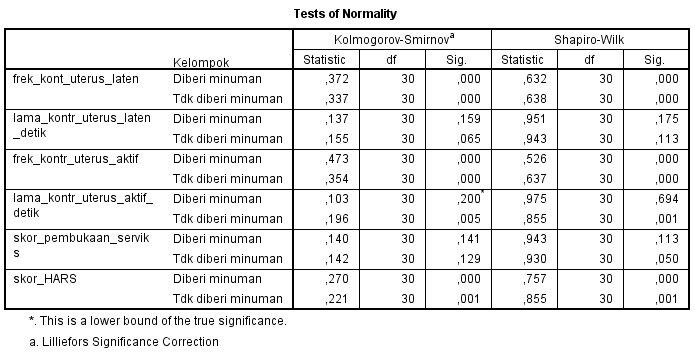 Tests of Normality
Kolmogorov-Smirnov a Shapiro-Wilk
Kelompok Statistic df Sig. Statistic df Sig.
frek_kont_uterus_laten Diberi minuman ,372 30 ,000 ,632 30 ,000
Tdk diberi minuman ,337 30 ,000 ,638 30 ,000
lama_kontr_uterus_laten Diberi minuman ,137 30 ,159 ,951 30 ,175
_detik Tdk diberi minuman ,155 30 ,065 ,943 30 ,113
frek_kontr_uterus_aktif Diberi minuman ,473 30 ,000 ,526 30 ,000
Tdk diberi minuman ,354 30 ,000 ,637 30 ,000
lama_kontr_uterus_aktif_ Diberi minuman ,103 30 ,200* ,975 30 ,694
detik Tdk diberi minuman ,196 30 ,005 ,855 30 ,001
skor_pembukaan_servik Diberi minuman ,140 30 ,141 ,943 30 ,113
s Tdk diberi minuman ,142 30 ,129 ,930 30 ,050
skor_HARS Diberi minuman ,270 30 ,000 ,757 30 ,000
Tdk diberi minuman ,221 30 ,001 ,855 30 ,001
*. This is a lower bound of the true significance.
a. Lilliefors Significance Correction